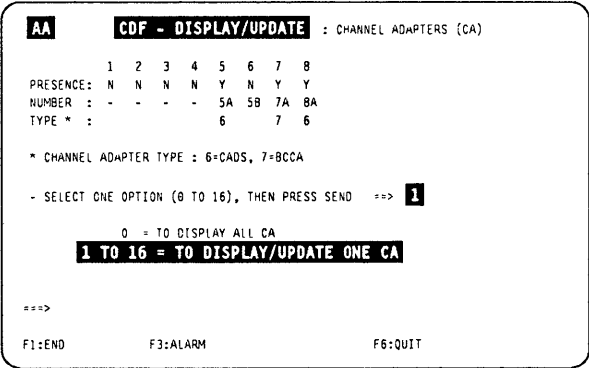 AA CDF - DISPLAY/UPDATE : CHANNEL ADAPTERS (CA)
1 2 3 4 5 6 7 8
PRESENCE: N N N N Y N Y Y
NUMBER : - - - - 5A 5B 7A 8A
TYPE * : 6 7 6
* CHANNEL ADAPTER TYPE : 6=CADS, 7=BCCA
- SELECT ONE OPTION (0 TO 16), THEN PRESS SEND ==> 1
0 = TO DISPLAY ALL CA
1 TO 16 = TO DISPLAY/UPDATE ONE CA
===>
F1:END F3:ALARM F6:QUIT